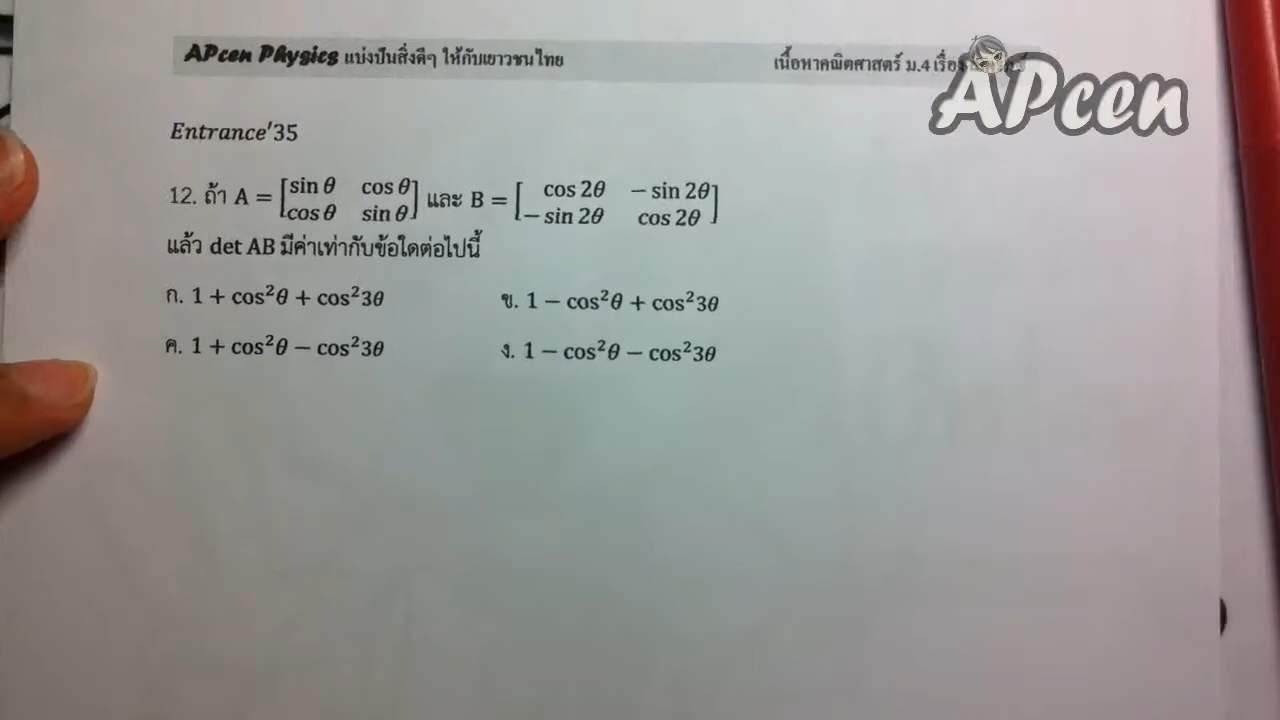 APcen Physics แบ่งปันสิ่งดีๆ ให้กับเยาวชนไทย เนื้อหาคณิตศาสตร์ ม.4 เรื่อง
APcen
Entrance'35
12. ถ้า A = [sin θ cos θ; cos θ sin θ] และ B = [cos 2θ − sin 2θ; − sin 2θ cos 2θ]
แล้ว det AB มีค่าเท่ากับข้อใดต่อไปนี้
ก. 1 + cos²θ + cos²3θ ข. 1 − cos²θ + cos²3θ
ค. 1 + cos²θ − cos²3θ ง. 1 − cos²θ − cos²3θ